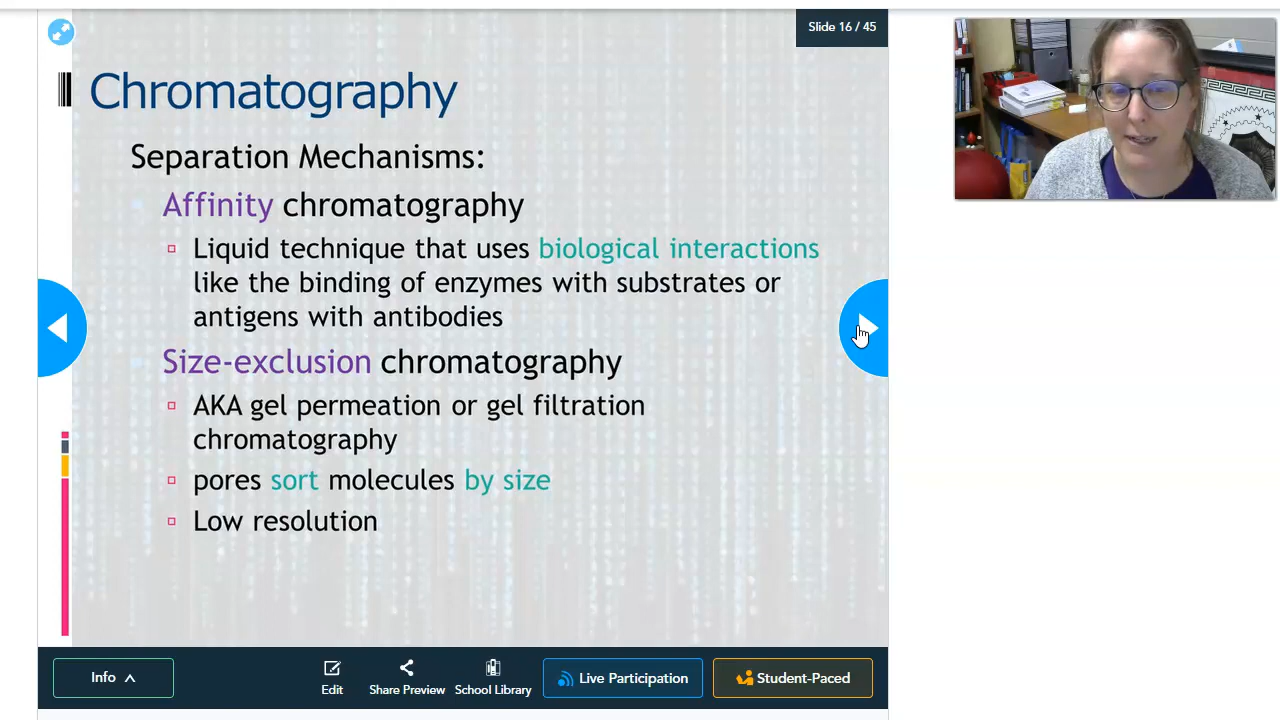 Slide 16 / 45
Chromatography
Separation Mechanisms:
Affinity chromatography
Liquid technique that uses biological interactions
like the binding of enzymes with substrates or
antigens with antibodies
Size-exclusion chromatography
AKA gel permeation or gel filtration
chromatography
pores sort molecules by size
Low resolution
Info
Edit
Share Preview
School Library
Live Participation
Student-Paced